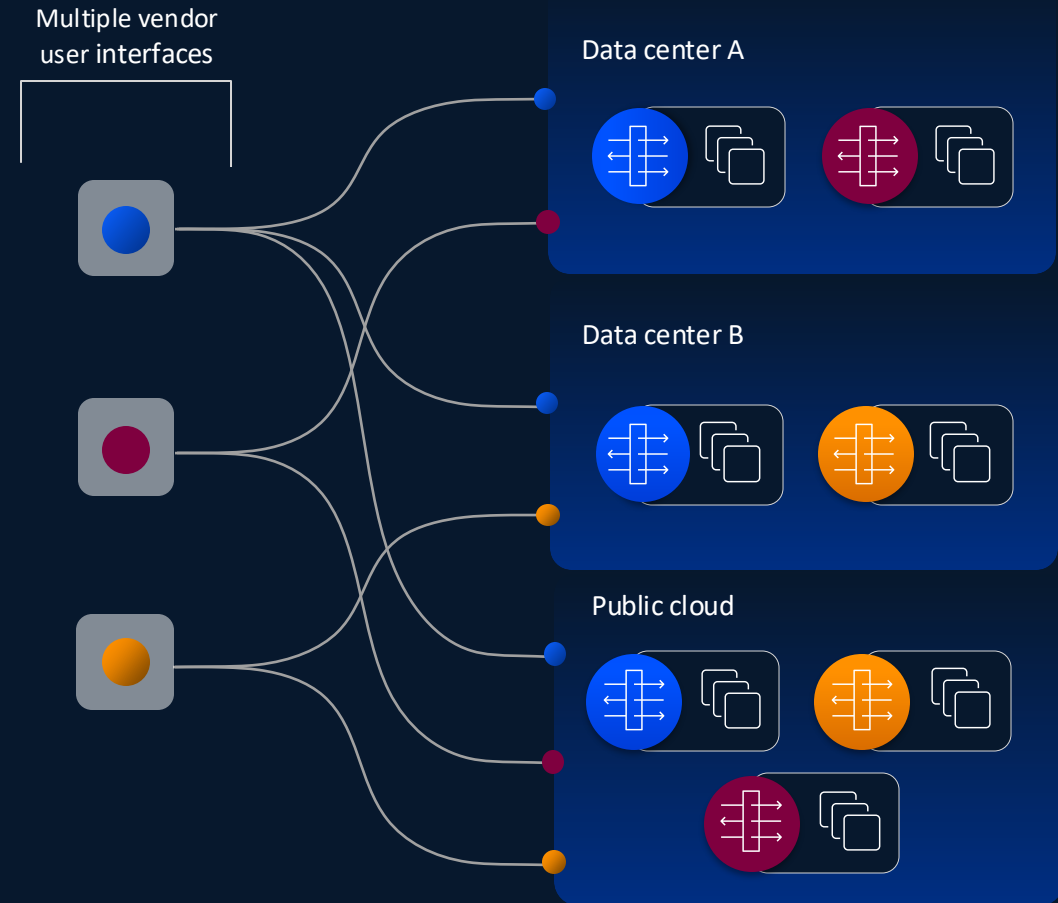 Multiple vendor
user interfaces
Data center A
Data center B
Public cloud